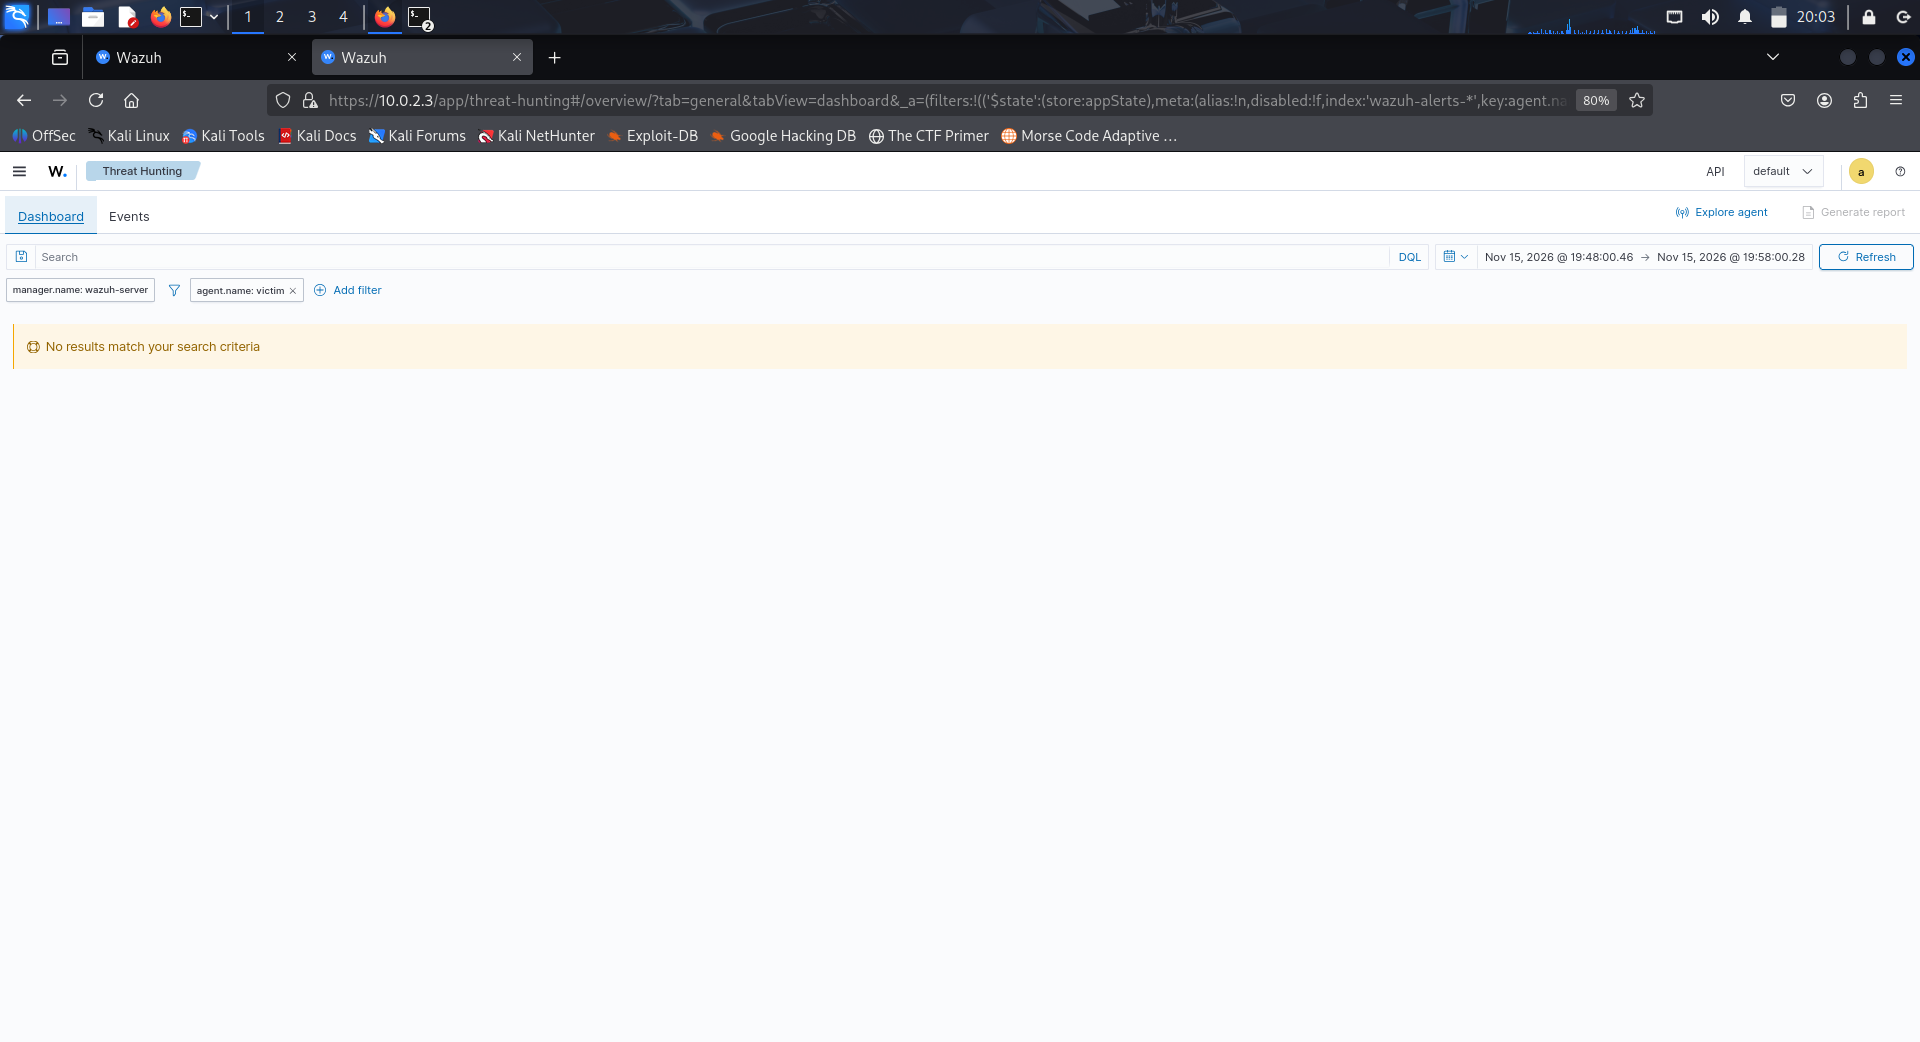 1 2 3 4 2 20:03
Wazuh Wazuh
https://10.0.2.3/app/threat-hunting#/overview/?tab=general&tabView=dashboard&_a=(filters:!(('$state':(store:appState),meta:(alias:!n,disabled:!f,index:'wazuh-alerts-*',key:agent.na 80%
OffSec Kali Linux Kali Tools Kali Docs Kali Forums Kali NetHunter Exploit-DB Google Hacking DB The CTF Primer Morse Code Adaptive …
W. Threat Hunting API default a
Dashboard Events Explore agent Generate report
Search DQL Nov 15, 2026 @ 19:48:00.46 → Nov 15, 2026 @ 19:58:00.28 Refresh
manager.name: wazuh-server agent.name: victim Add filter
No results match your search criteria